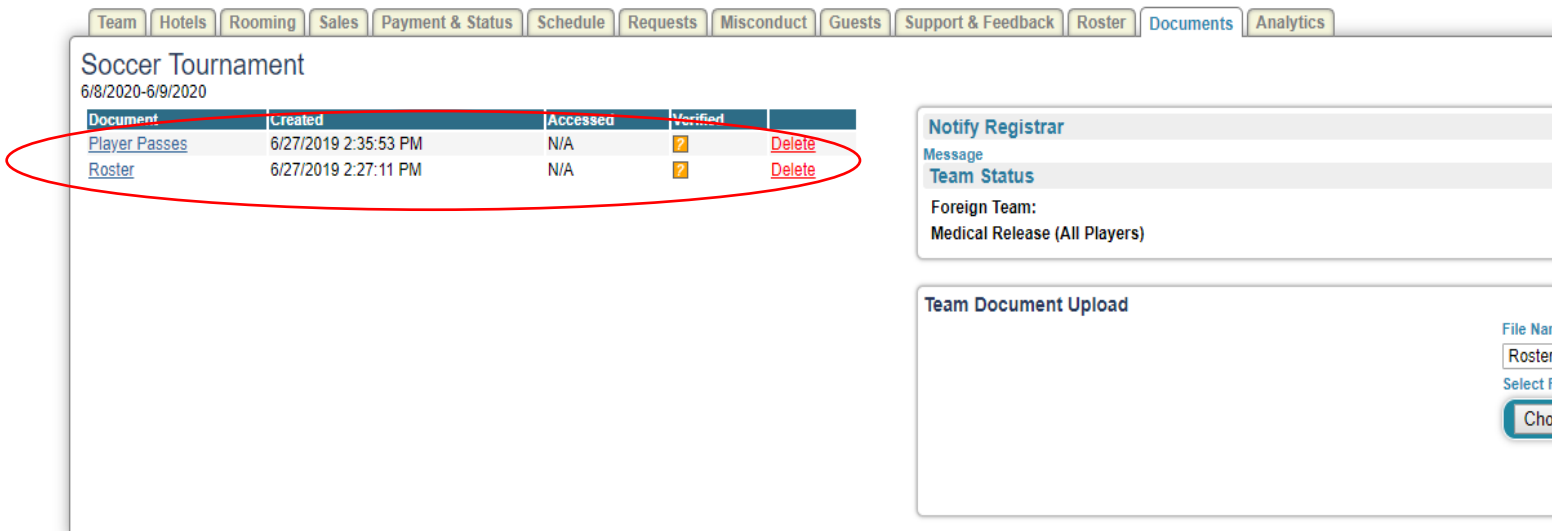 Team Hotels Rooming Sales Payment & Status Schedule Requests Misconduct Guests Support & Feedback Roster Documents Analytics
Soccer Tournament
6/8/2020-6/9/2020
Document Created Accessed Verified
Player Passes 6/27/2019 2:35:53 PM N/A ? Delete
Roster 6/27/2019 2:27:11 PM N/A ? Delete
Notify Registrar
Message
Team Status
Foreign Team:
Medical Release (All Players)
Team Document Upload
File
Roster
Select